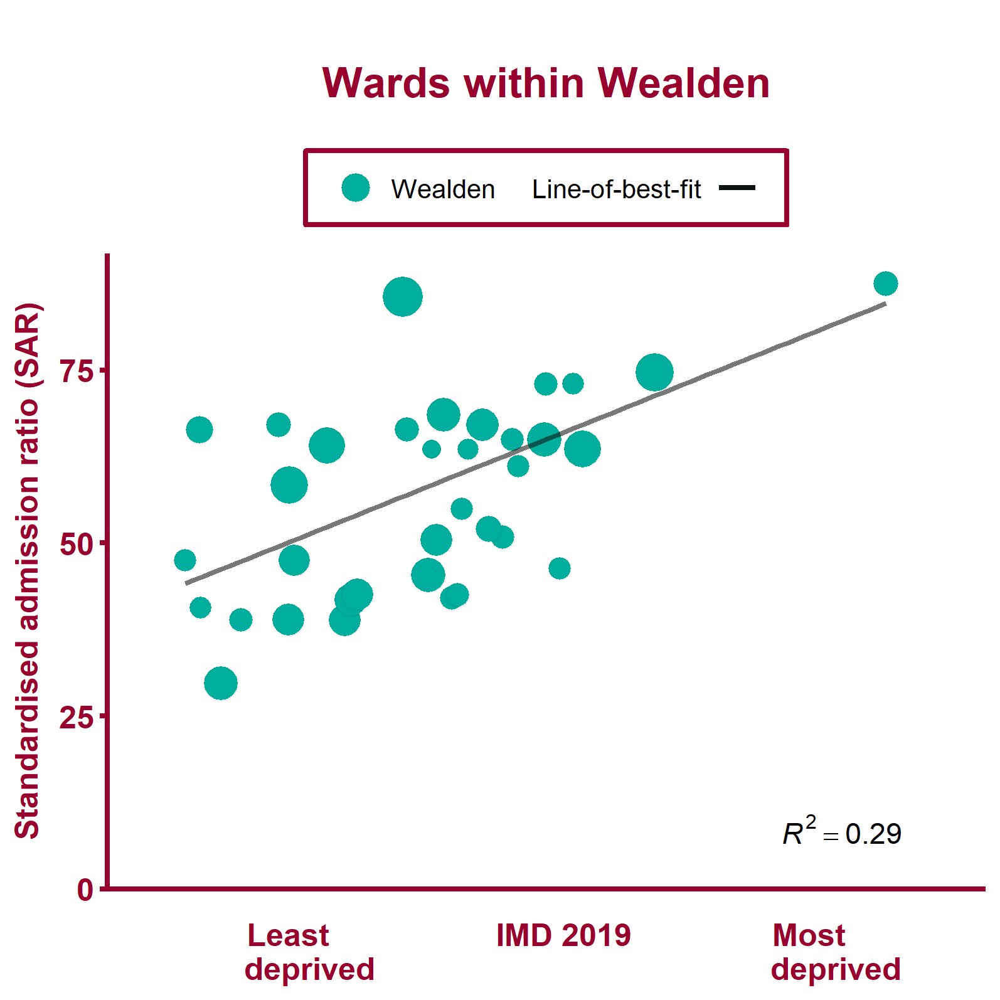 Wards within Wealden
Wealden Line-of-best-fit
Standardised admission ratio (SAR)
75
50
25
0
R² = 0.29
Least deprived
IMD 2019
Most deprived